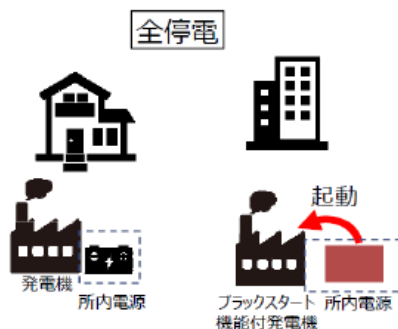 全停電
起動
発電機
所内電源
ブラックスタート
機能付発電機
所内電源